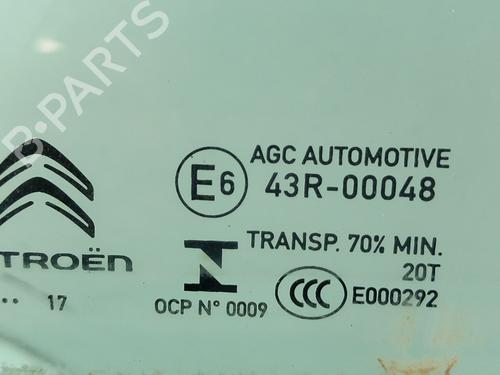 B-PARTS
AGC AUTOMOTIVE
E6 43R-00048
TROËN
TRANSP. 70% MIN.
20T
.. 17
OCP N° 0009
CCC E000292